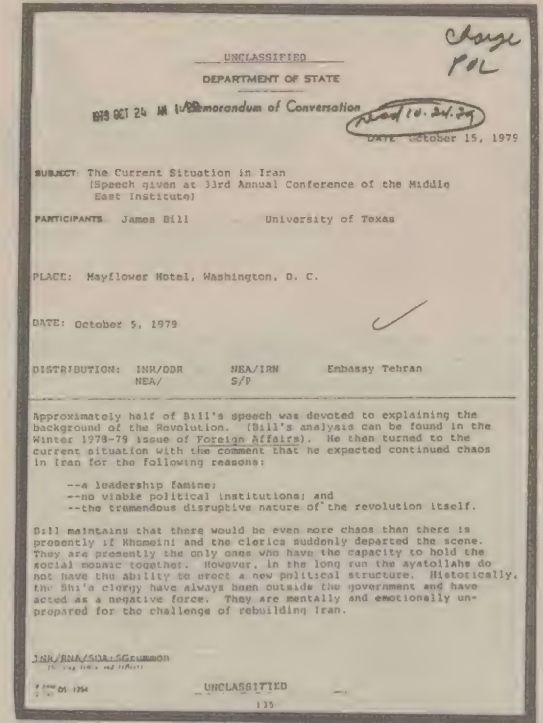 Charge
POL
UNCLASSIFIED
DEPARTMENT OF STATE
1979 OCT 24 AM Memorandum of Conversation
10.24.79
DATE October 15, 1979
SUBJECT: The Current Situation in Iran
(Speech given at 33rd Annual Conference of the Middle
East Institute)
PARTICIPANTS James Bill University of Texas
PLACE: Mayflower Hotel, Washington, D. C.
DATE: October 5, 1979
DISTRIBUTION: INR/DDR NEA/IRN Embassy Tehran
NEA/ S/P
Approximately half of Bill's speech was devoted to explaining the
background of the Revolution. (Bill's analysis can be found in the
Winter 1978-79 issue of Foreign Affairs). He then turned to the
current situation with the comment that he expected continued chaos
in Iran for the following reasons:
--a leadership famine;
--no viable political institutions; and
--the tremendous disruptive nature of the revolution itself.
Bill maintains that there would be even more chaos than there is
presently if Khomeini and the clerics suddenly departed the scene.
They are presently the only ones who have the capacity to hold the
social mosaic together. However, in the long run the ayatollahs do
not have the ability to erect a new political structure. Historically,
the Shi'a clergy have always been outside the government and have
acted as a negative force. They are mentally and emotionally un-
prepared for the challenge of rebuilding Iran.
INR/RNA/SOA:SGrummon
DS 1254
UNCLASSIFIED
135